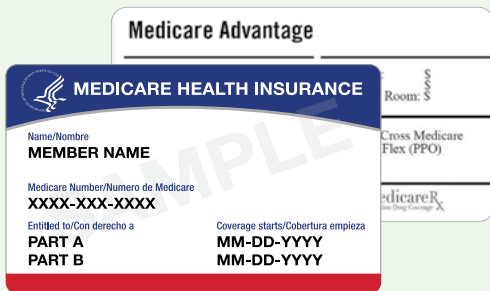 Medicare Advantage
$
$
Room: $
Cross Medicare
Flex (PPO)
MEDICARE HEALTH INSURANCE
SAMPLE
Name/Nombre
MEMBER NAME
Medicare Number/Numero de Medicare
XXXX-XXX-XXXX
Entitled to/Con derecho a
Coverage starts/Cobertura empieza
PART A
MM-DD-YYYY
PART B
MM-DD-YYYY
edicareRx